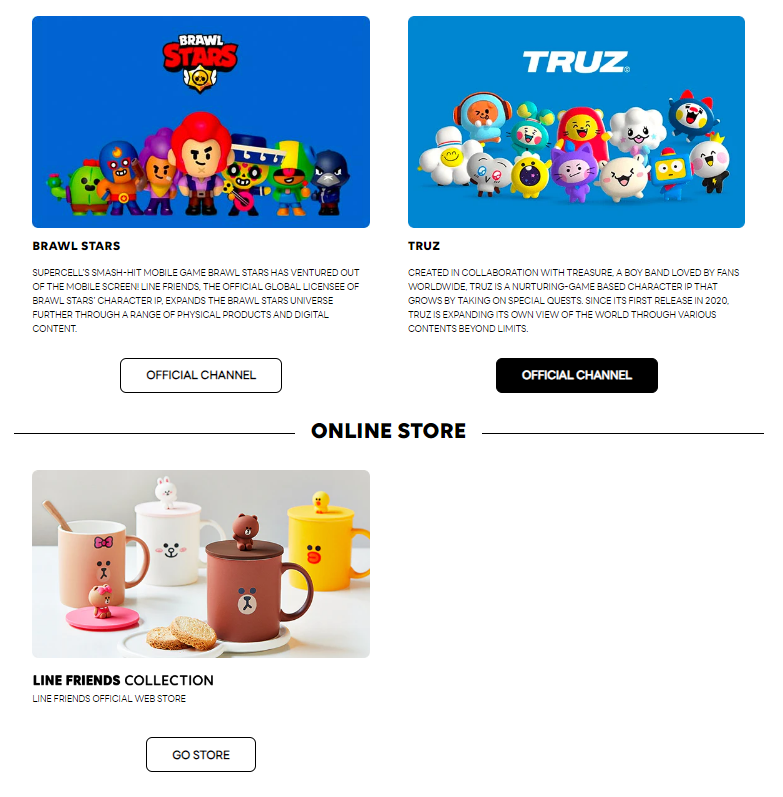 BRAWL
STARS
BRAWL STARS
SUPERCELL'S SMASH-HIT MOBILE GAME BRAWL STARS HAS VENTURED OUT
OF THE MOBILE SCREEN! LINE FRIENDS, THE OFFICIAL GLOBAL LICENSEE OF
BRAWL STARS' CHARACTER IP, EXPANDS THE BRAWL STARS UNIVERSE
FURTHER THROUGH A RANGE OF PHYSICAL PRODUCTS AND DIGITAL
CONTENT.
OFFICIAL CHANNEL
TRUZ®
TRUZ
CREATED IN COLLABORATION WITH TREASURE, A BOY BAND LOVED BY FANS
WORLDWIDE, TRUZ IS A NURTURING-GAME BASED CHARACTER IP THAT
GROWS BY TAKING ON SPECIAL QUESTS. SINCE ITS FIRST RELEASE IN 2020,
TRUZ IS EXPANDING ITS OWN VIEW OF THE WORLD THROUGH VARIOUS
CONTENTS BEYOND LIMITS.
OFFICIAL CHANNEL
ONLINE STORE
LINE FRIENDS COLLECTION
LINE FRIENDS OFFICIAL WEB STORE
GO STORE